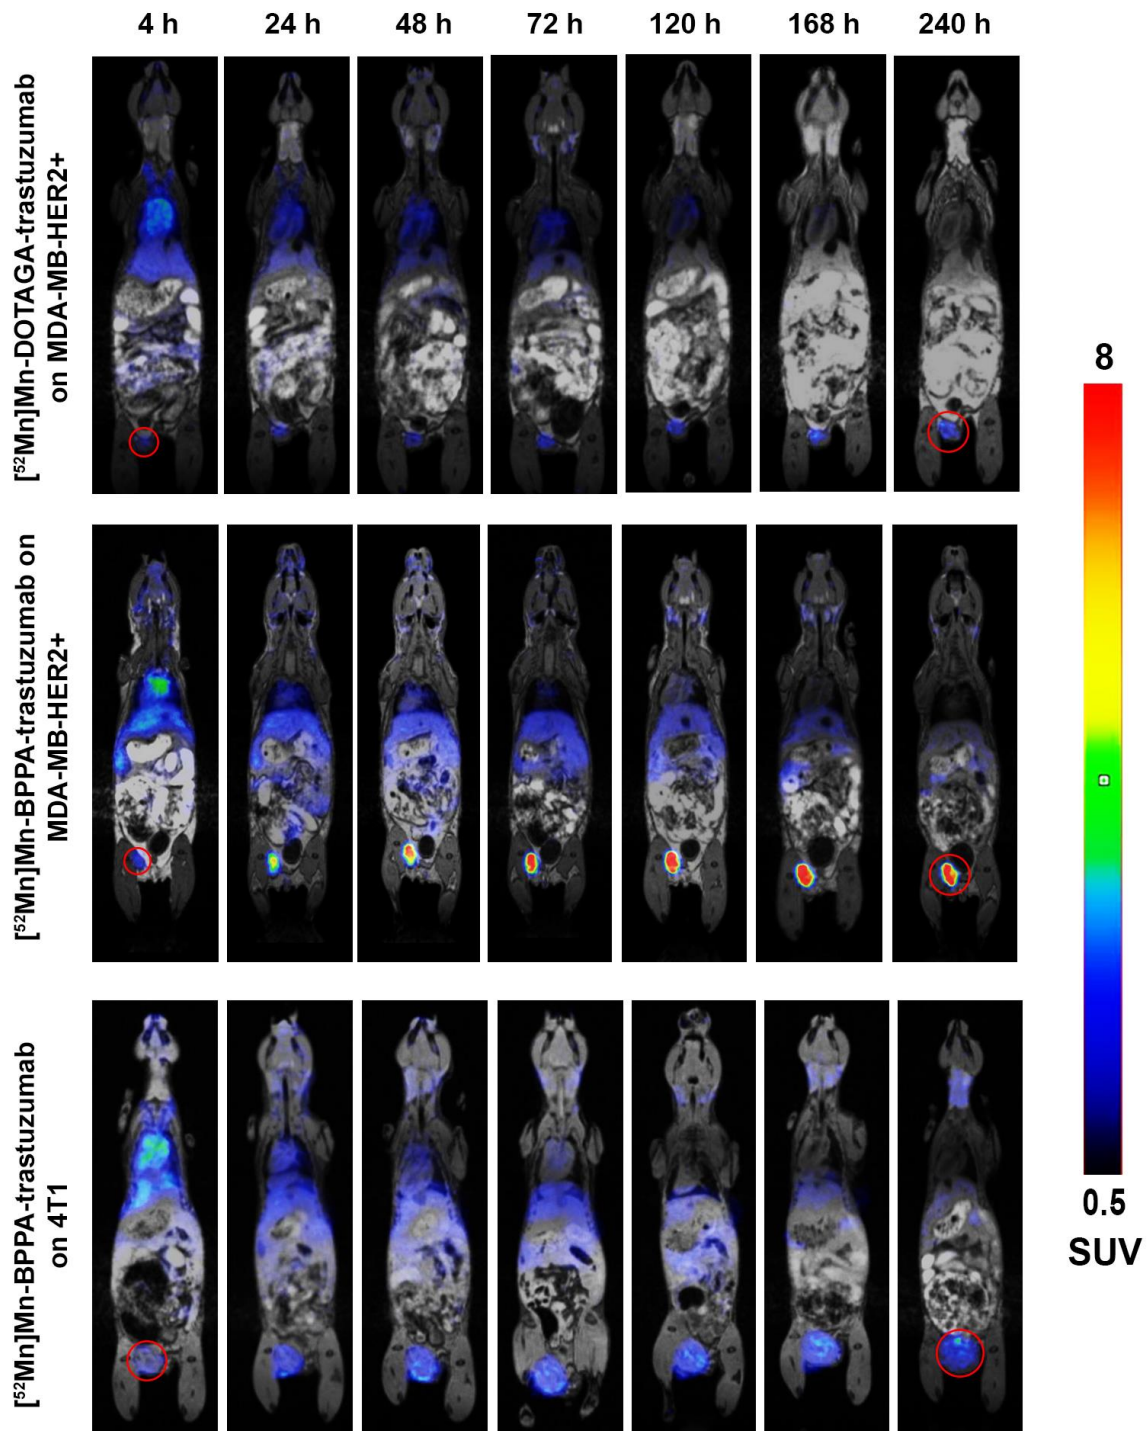 4 h 24 h 48 h 72 h 120 h 168 h 240 h
[⁵²Mn]Mn-DOTAGA-trastuzumab
on MDA-MB-HER2+
[⁵²Mn]Mn-BPPA-trastuzumab on
MDA-MB-HER2+
[⁵²Mn]Mn-BPPA-trastuzumab
on 4T1
8
0.5
SUV